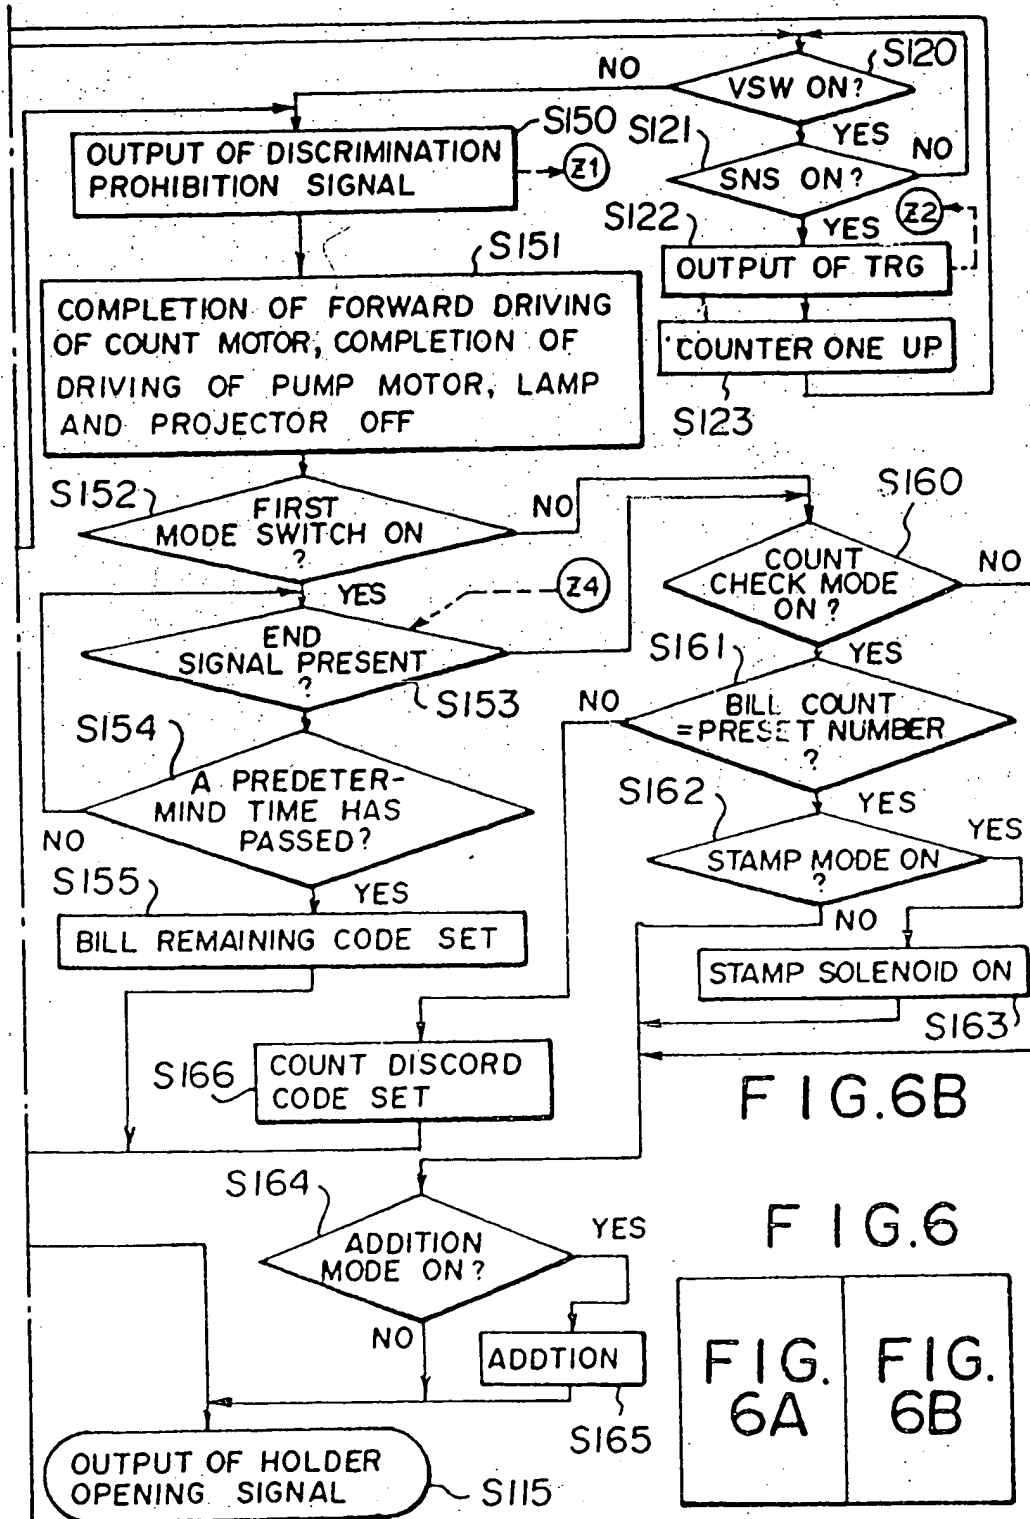 S120
NO
VSW ON?
S150
S121
YES
NO
OUTPUT OF DISCRIMINATION
PROHIBITION SIGNAL
Z1
SNS ON?
S122
YES
Z2
S151
OUTPUT OF TRG
COMPLETION OF FORWARD DRIVING
OF COUNT MOTOR, COMPLETION OF
DRIVING OF PUMP MOTOR, LAMP
AND PROJECTOR OFF
COUNTER ONE UP
S123
S152
FIRST
MODE SWITCH ON
?
NO
S160
YES
Z4
COUNT
CHECK MODE
ON?
NO
END
SIGNAL PRESENT
?
S153
S161
YES
NO
BILL COUNT
=PRESET NUMBER
?
S154
A PREDETER-
MIND TIME HAS
PASSED?
NO
S162
YES
YES
S155
YES
STAMP MODE ON
?
NO
BILL REMAINING CODE SET
STAMP SOLENOID ON
S163
S166
COUNT DISCORD
CODE SET
FIG.6B
S164
ADDITION
MODE ON?
YES
FIG.6
NO
ADDTION
S165
FIG.
6A
FIG.
6B
OUTPUT OF HOLDER
OPENING SIGNAL
S115